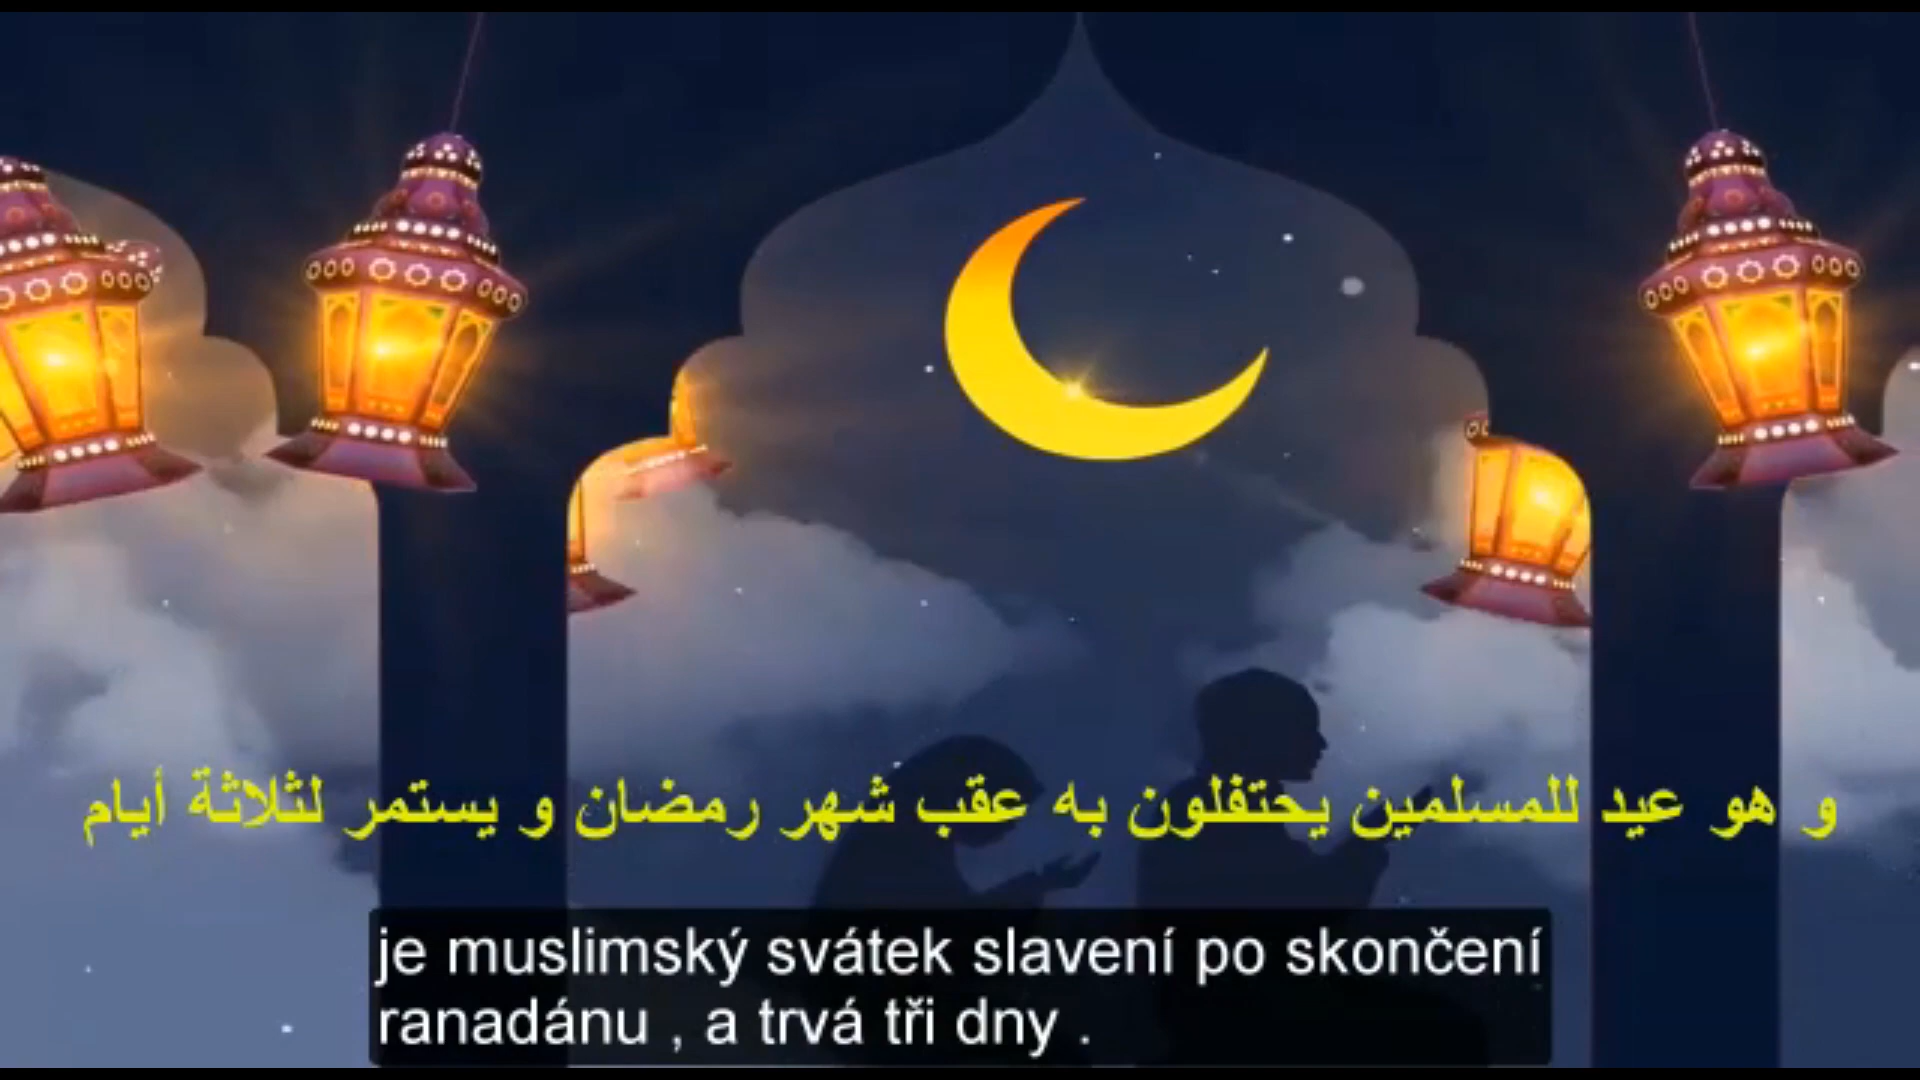 و هو عيد للمسلمين يحتفلون به عقب شهر رمضان و يستمر لثلاثة أيام
je muslimský svátek slavení po skončení
ranadánu , a trvá tři dny .